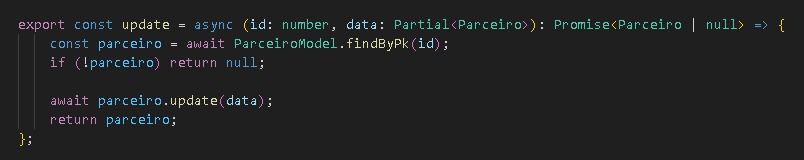 export const update = async (id: number, data: Partial<Parceiro>): Promise<Parceiro | null> => {
    const parceiro = await ParceiroModel.findByPk(id);
    if (!parceiro) return null;

    await parceiro.update(data);
    return parceiro;
};